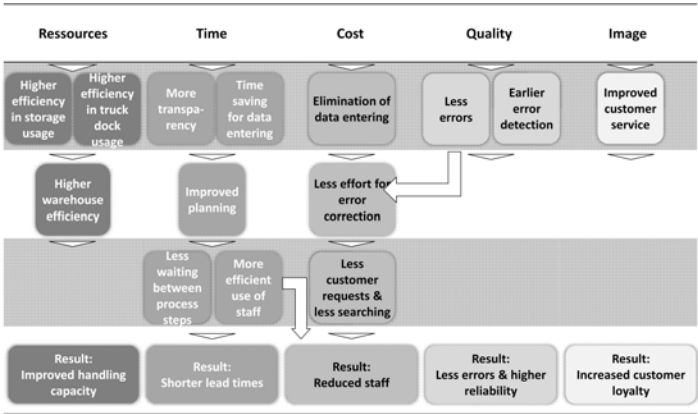 Ressources
Time
Cost
Quality
Image
Higher
efficiency
in storage
usage
Higher
efficiency
in truck
dock
usage
More
transpa-
rency
Time
saving
for data
entering
Elimination of
data entering
Less
errors
Earlier
error
detection
Improved
customer
service
Higher
warehouse
efficiency
Improved
planning
Less effort for
error
correction
Less
waiting
between
process
steps
More
efficient
use of
staff
Less
customer
requests &
less searching
Result:
Improved handling
capacity
Result:
Shorter lead times
Result:
Reduced staff
Result:
Less errors & higher
reliability
Result:
Increased customer
loyalty